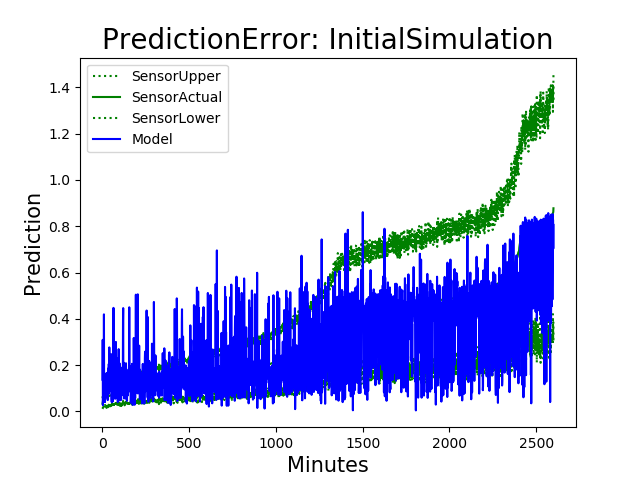 PredictionError: InitialSimulation
SensorUpper
SensorActual
SensorLower
Model
Prediction
1.4
1.2
1.0
0.8
0.6
0.4
0.2
0.0
0
500
1000
1500
2000
2500
Minutes